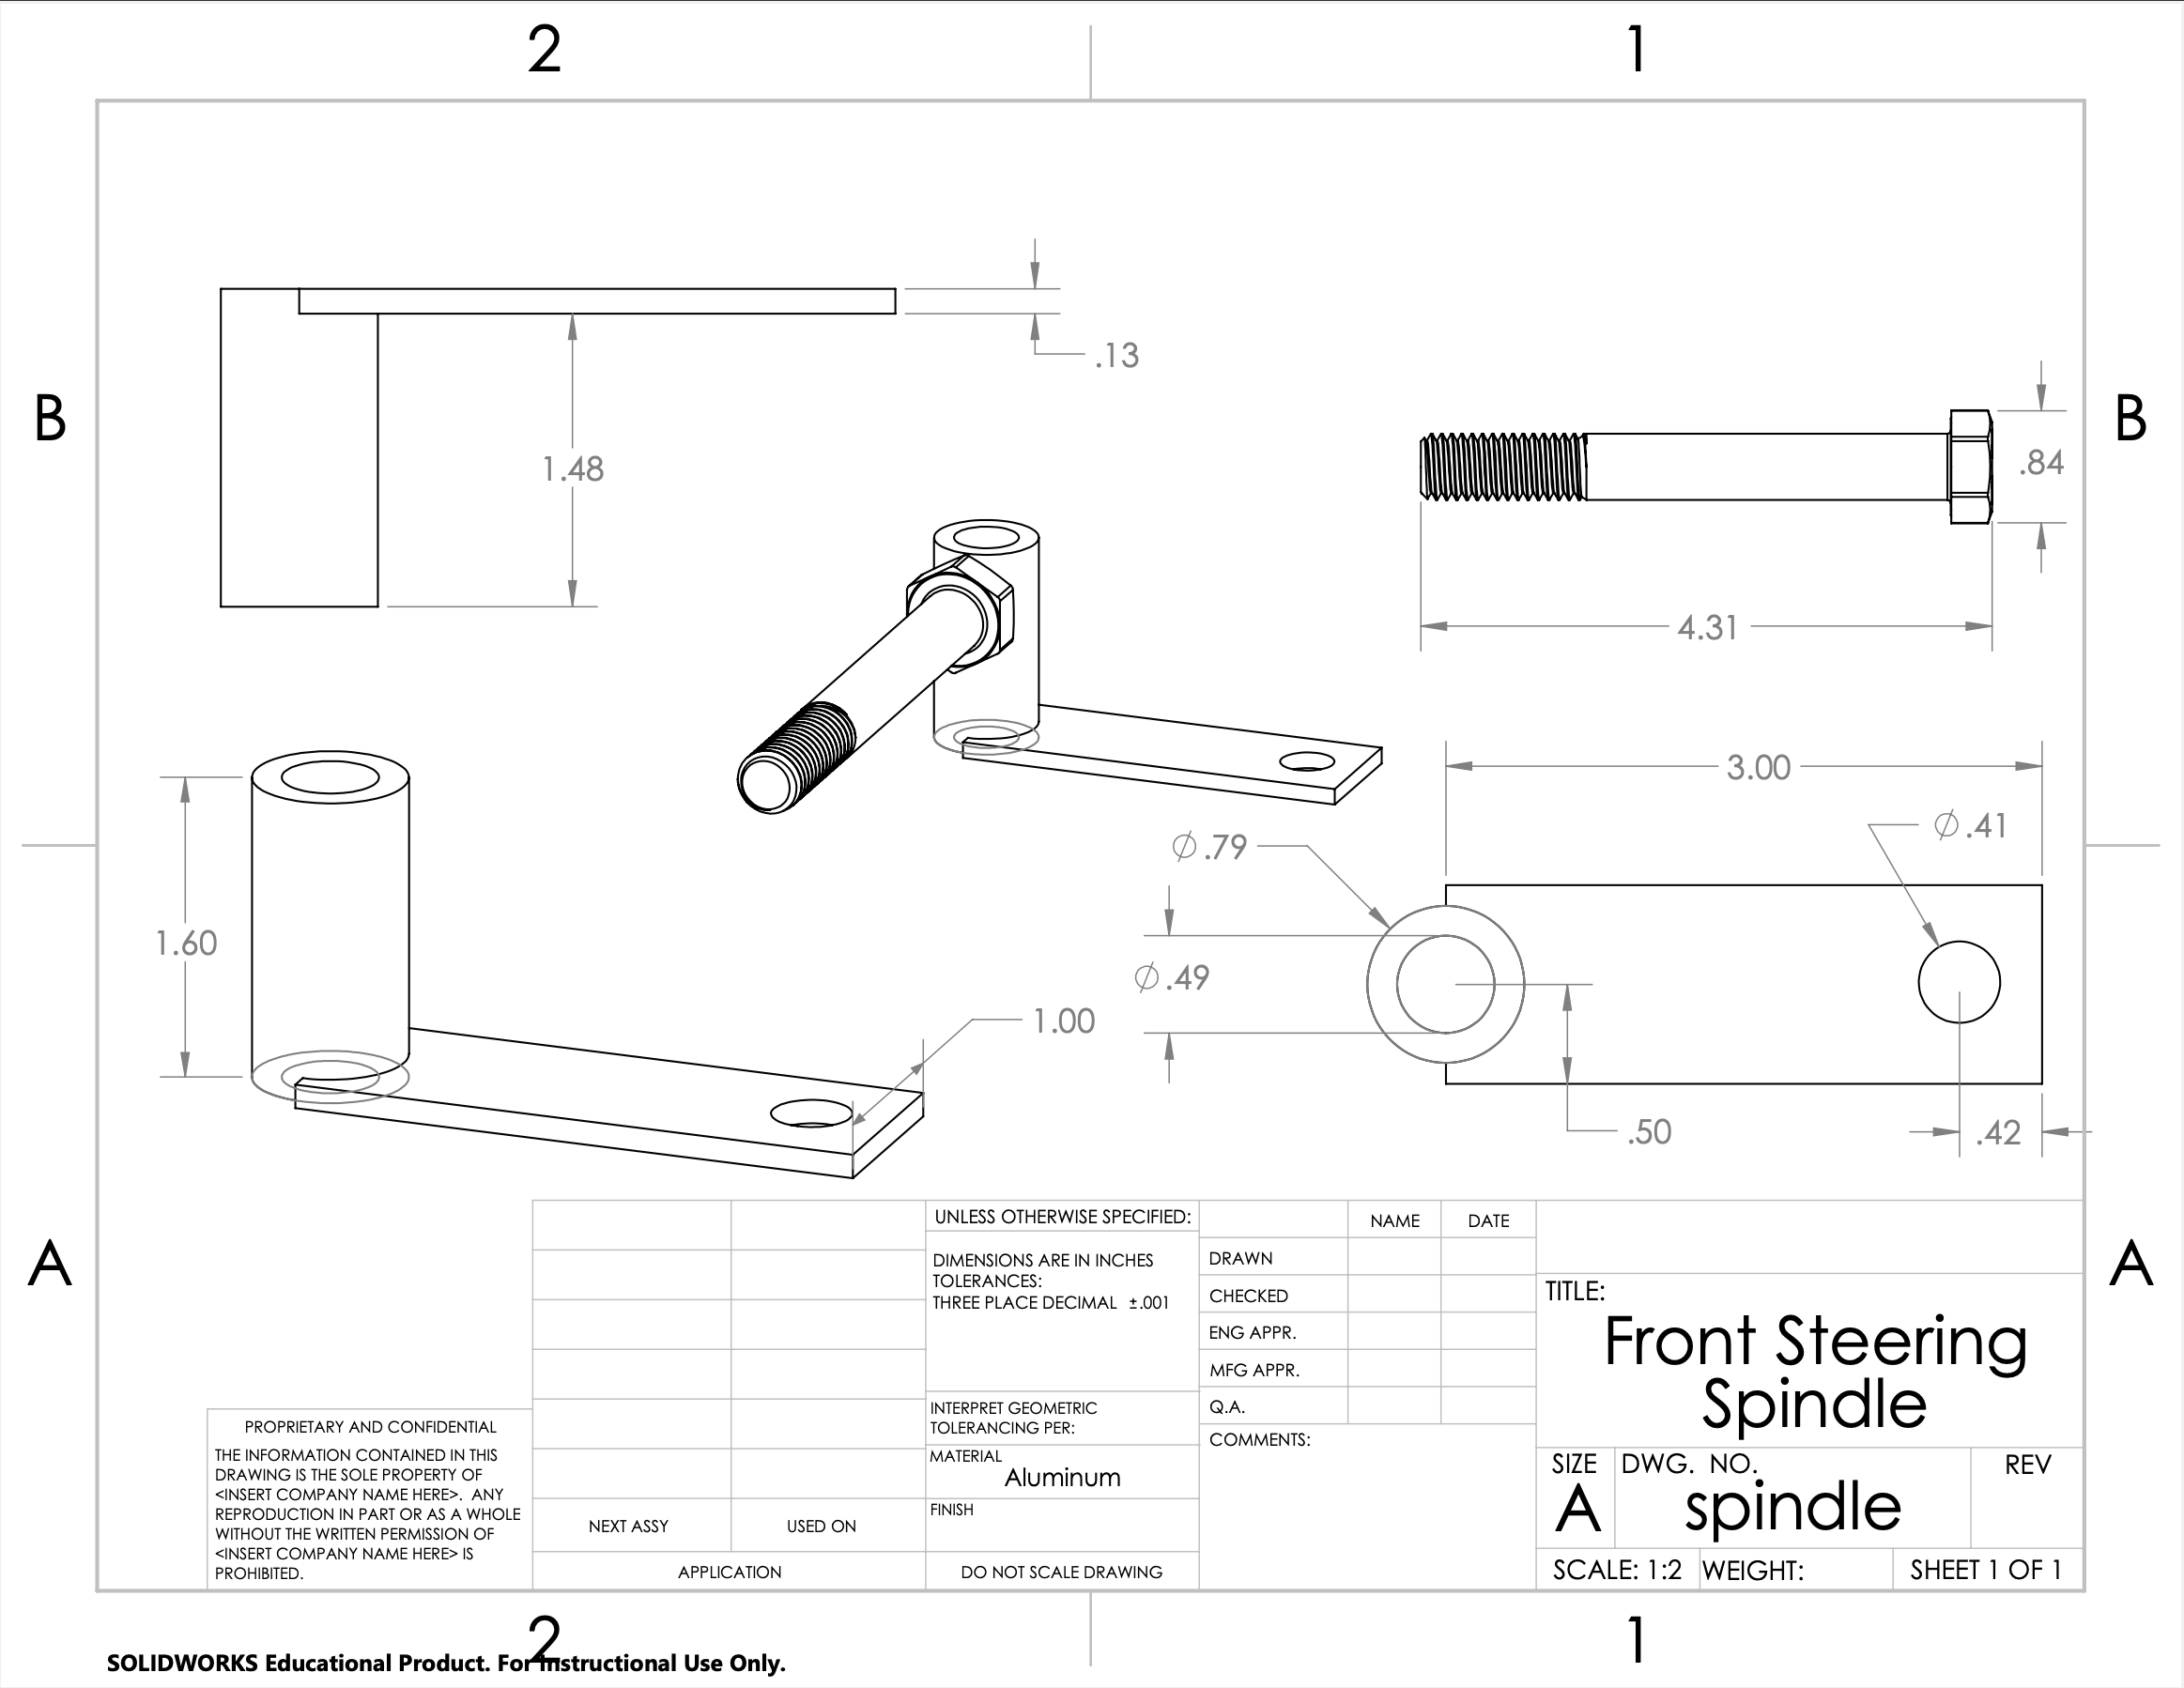 2
1
B
B
.13
1.48
.84
4.31
3.00
⌀.41
⌀.79
1.60
⌀.49
1.00
.50
.42
A
A
UNLESS OTHERWISE SPECIFIED:
DIMENSIONS ARE IN INCHES
TOLERANCES:
THREE PLACE DECIMAL ±.001
INTERPRET GEOMETRIC
TOLERANCING PER:
MATERIAL
Aluminum
FINISH
DO NOT SCALE DRAWING
NAME
DATE
DRAWN
CHECKED
ENG APPR.
MFG APPR.
Q.A.
COMMENTS:
TITLE:
Front Steering
Spindle
SIZE
A
DWG. NO.
spindle
REV
SCALE: 1:2
WEIGHT:
SHEET 1 OF 1
PROPRIETARY AND CONFIDENTIAL
THE INFORMATION CONTAINED IN THIS
DRAWING IS THE SOLE PROPERTY OF
<INSERT COMPANY NAME HERE>. ANY
REPRODUCTION IN PART OR AS A WHOLE
WITHOUT THE WRITTEN PERMISSION OF
<INSERT COMPANY NAME HERE> IS
PROHIBITED.
NEXT ASSY
USED ON
APPLICATION
2
1
SOLIDWORKS Educational Product. For Instructional Use Only.